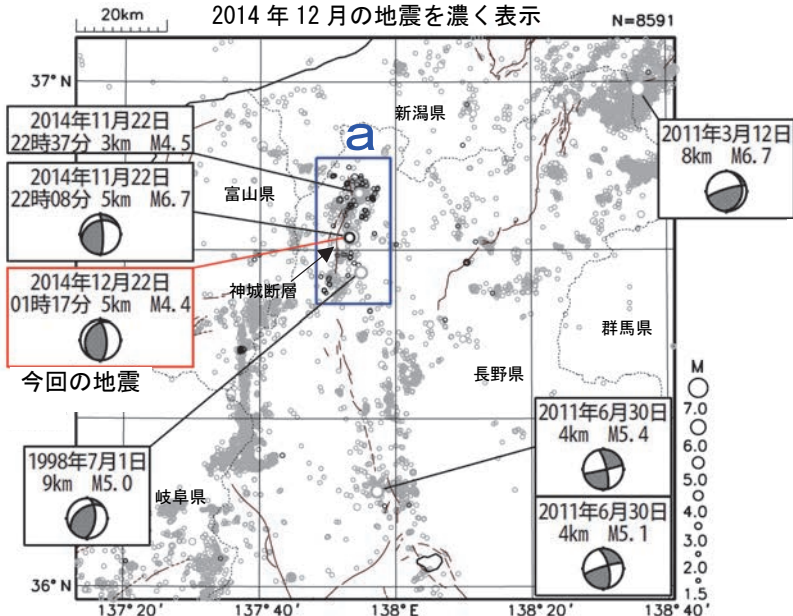 2014 年 12 月の地震を濃く表示
20km
N=8591
37°N
新潟県
a
2014年11月22日
22時37分 3km M4.5
2014年11月22日
22時08分 5km M6.7
富山県
2011年3月12日
8km M6.7
2014年12月22日
01時17分 5km M4.4
今回の地震
神城断層
群馬県
長野県
M
7.0
6.0
5.0
4.0
3.0
2.0
1.5
2011年6月30日
4km M5.4
1998年7月1日
9km M5.0
岐阜県
2011年6月30日
4km M5.1
36°N
137°20′
137°40′
138°E
138°20′
138°40′